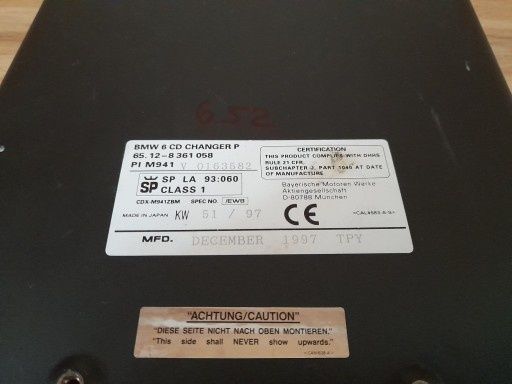 6 52
BMW 6 CD CHANGER P
65.12-8 361 058
PI M941 V 0163682
SP SP LA 93:060
CLASS 1
CDX-M941ZBM SPEC NO. /EWB
MADE IN JAPAN KW 51 / 97
CERTIFICATION
THIS PRODUCT COMPLIES WITH DHHS
RULE 21 CFR,
SUBCHAPTER J, PART 1040 AT DATE
OF MANUFACTURE
Bayerische Motoren Werke
Aktiengesellschaft
D-80788 München
CE
MFD. DECEMBER 1997 TPY
"ACHTUNG/CAUTION"
"DIESE SEITE NICHT NACH OBEN MONTIEREN."
"This side shall NEVER show upwards."